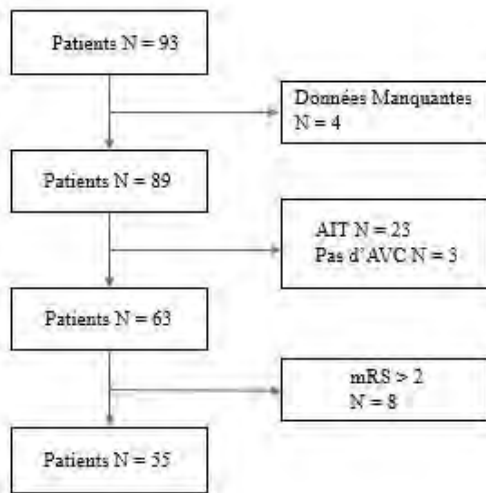 Patients N = 93
Données Manquantes
N = 4
Patients N = 89
AIT N = 23
Pas d'AVC N = 3
Patients N = 63
mRS > 2
N = 8
Patients N = 55